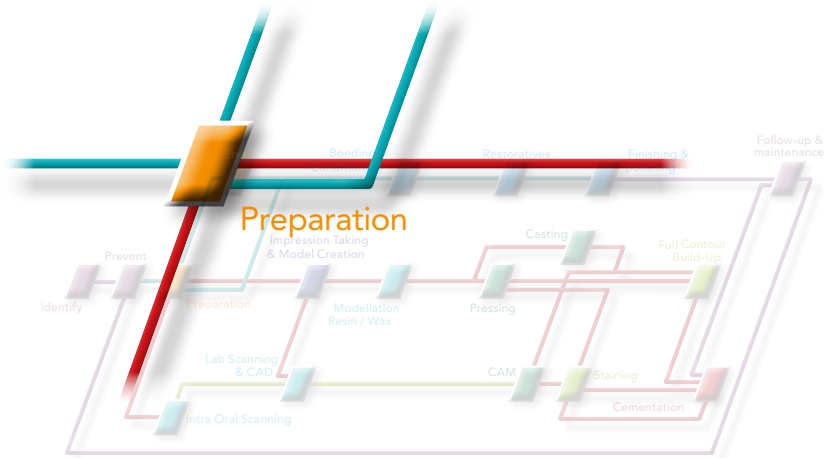 Follow-up &
maintenance
Bonding
Restoratives
Finishing &
polishing
Preparation
Impression Taking
& Model Creation
Casting
Full Contour
Build-Up
Prevent
Identify
Preparation
Modellation
Resin / Wax
Pressing
Lab Scanning
& CAD
CAM
Staining
Cementation
Intra Oral Scanning